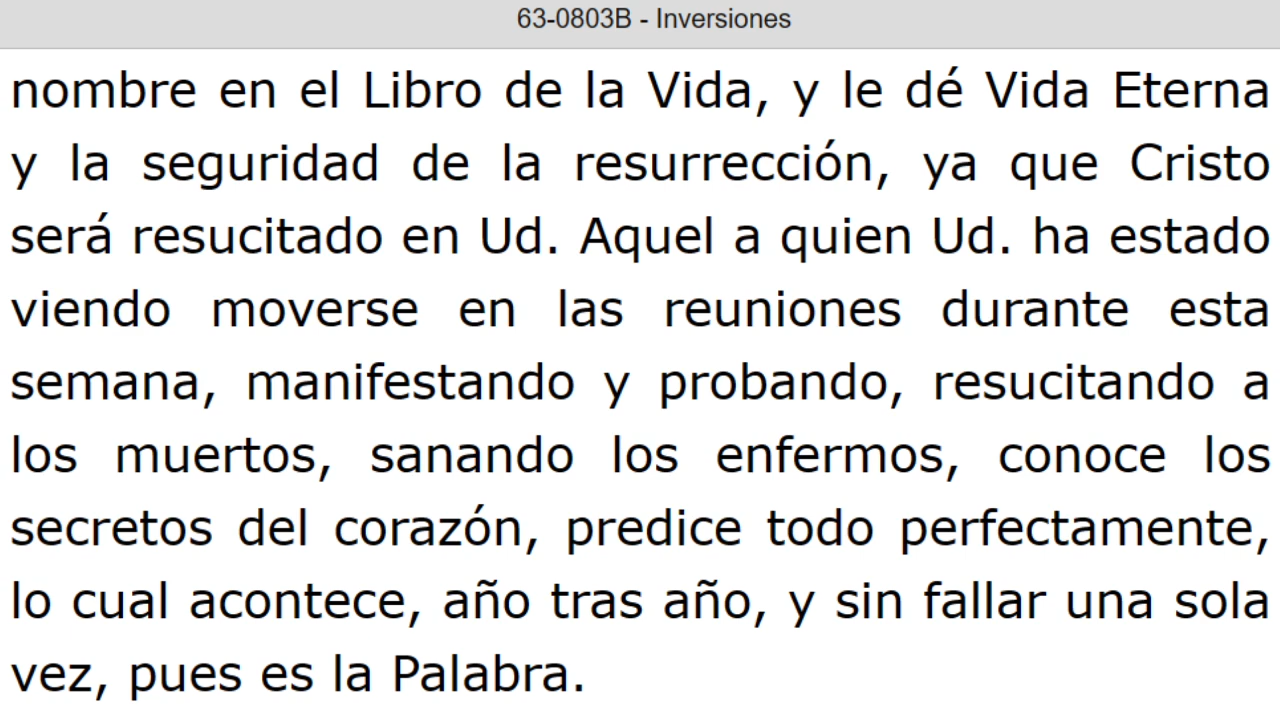 63-0803B - Inversiones
nombre en el Libro de la Vida, y le dé Vida Eterna
y la seguridad de la resurrección, ya que Cristo
será resucitado en Ud. Aquel a quien Ud. ha estado
viendo moverse en las reuniones durante esta
semana, manifestando y probando, resucitando a
los muertos, sanando los enfermos, conoce los
secretos del corazón, predice todo perfectamente,
lo cual acontece, año tras año, y sin fallar una sola
vez, pues es la Palabra.